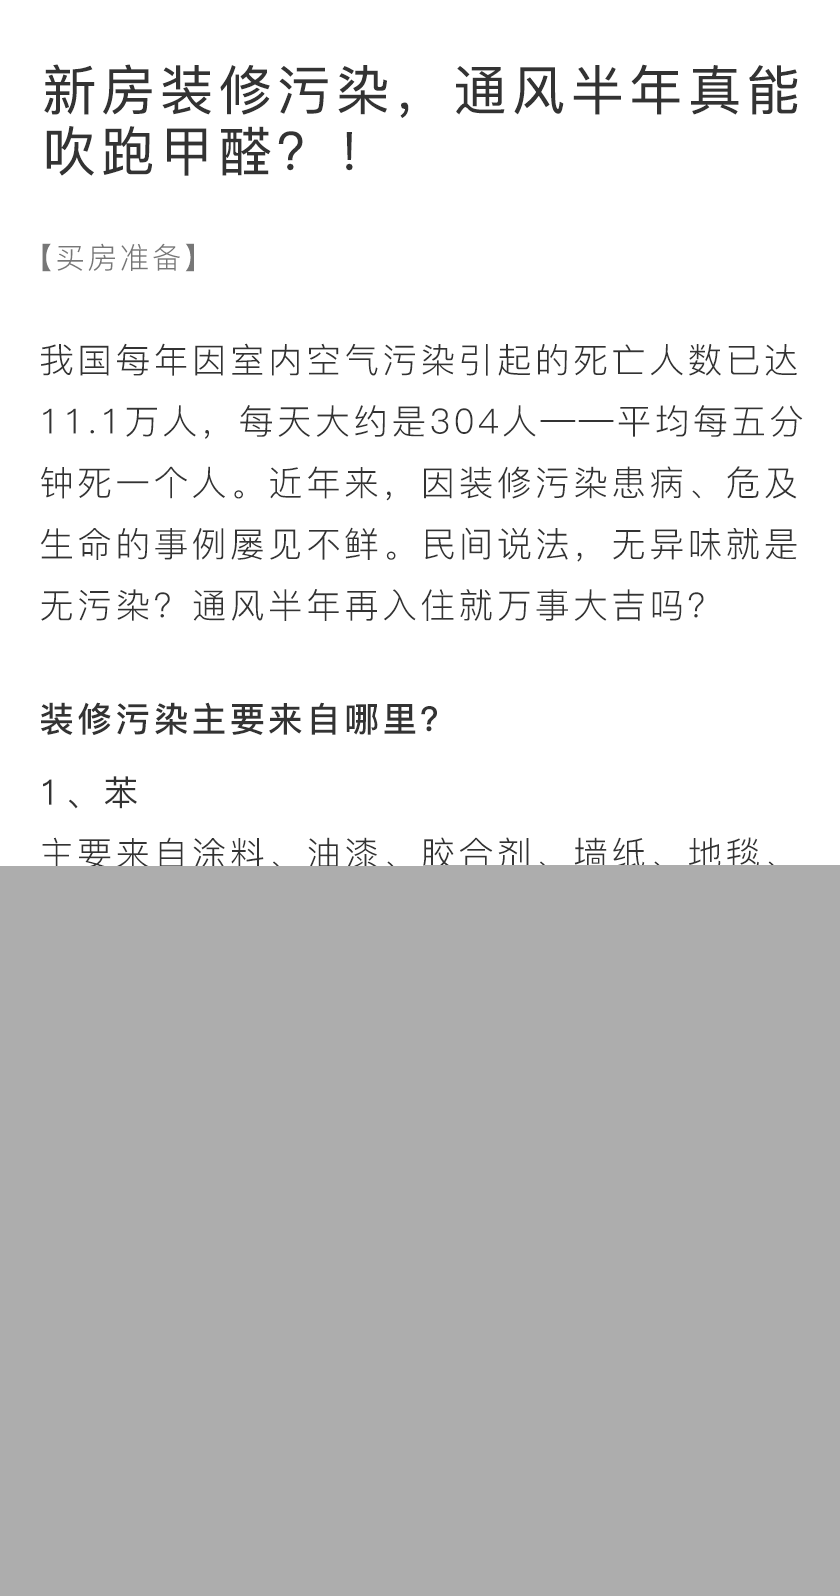 新房装修污染，通风半年真能
吹跑甲醛？！
【买房准备】
我国每年因室内空气污染引起的死亡人数已达
11.1万人，每天大约是304人——平均每五分
钟死一个人。近年来，因装修污染患病、危及
生命的事例屡见不鲜。民间说法，无异味就是
无污染？通风半年再入住就万事大吉吗？
装修污染主要来自哪里？
1、苯
主要来自涂料、油漆、胶合剂、墙纸、地毯、